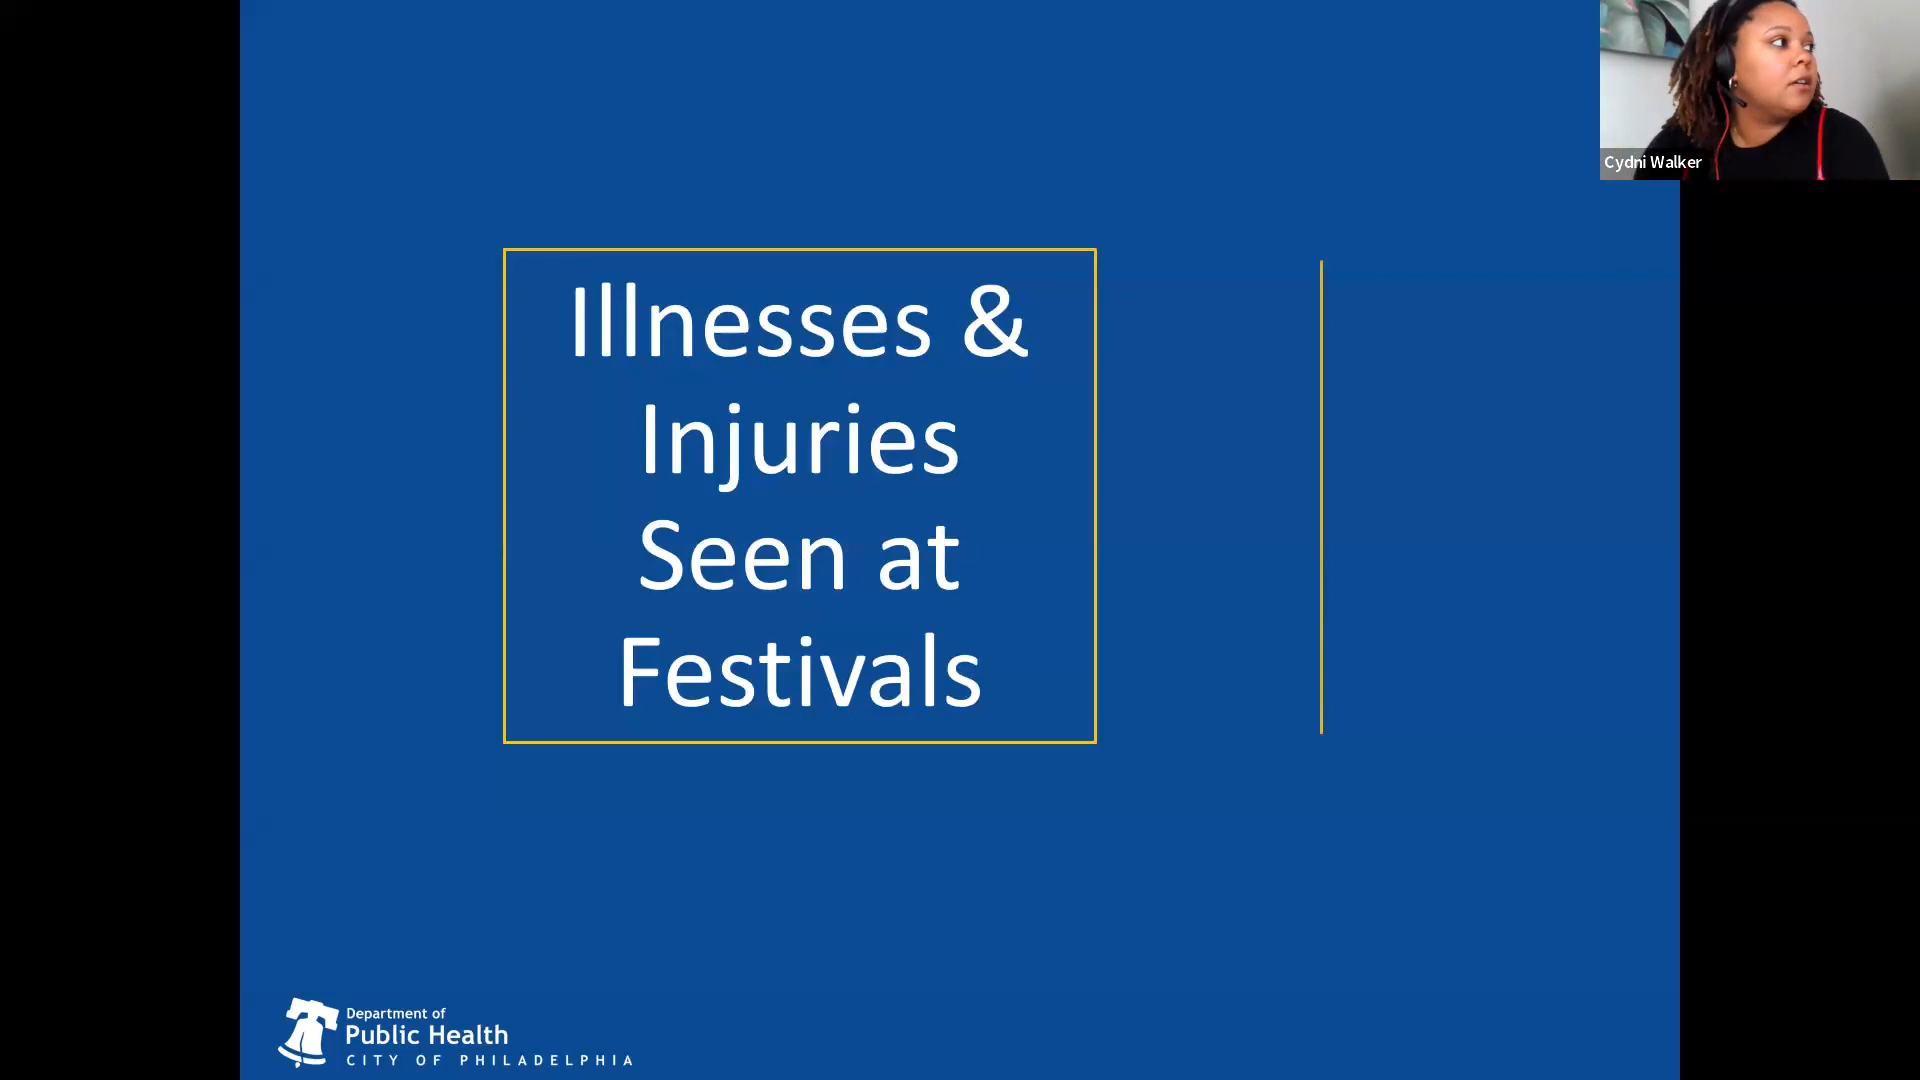 Illnesses &
Injuries
Seen at
Festivals
Cydni Walker
Department of
Public Health
CITY OF PHILADELPHIA